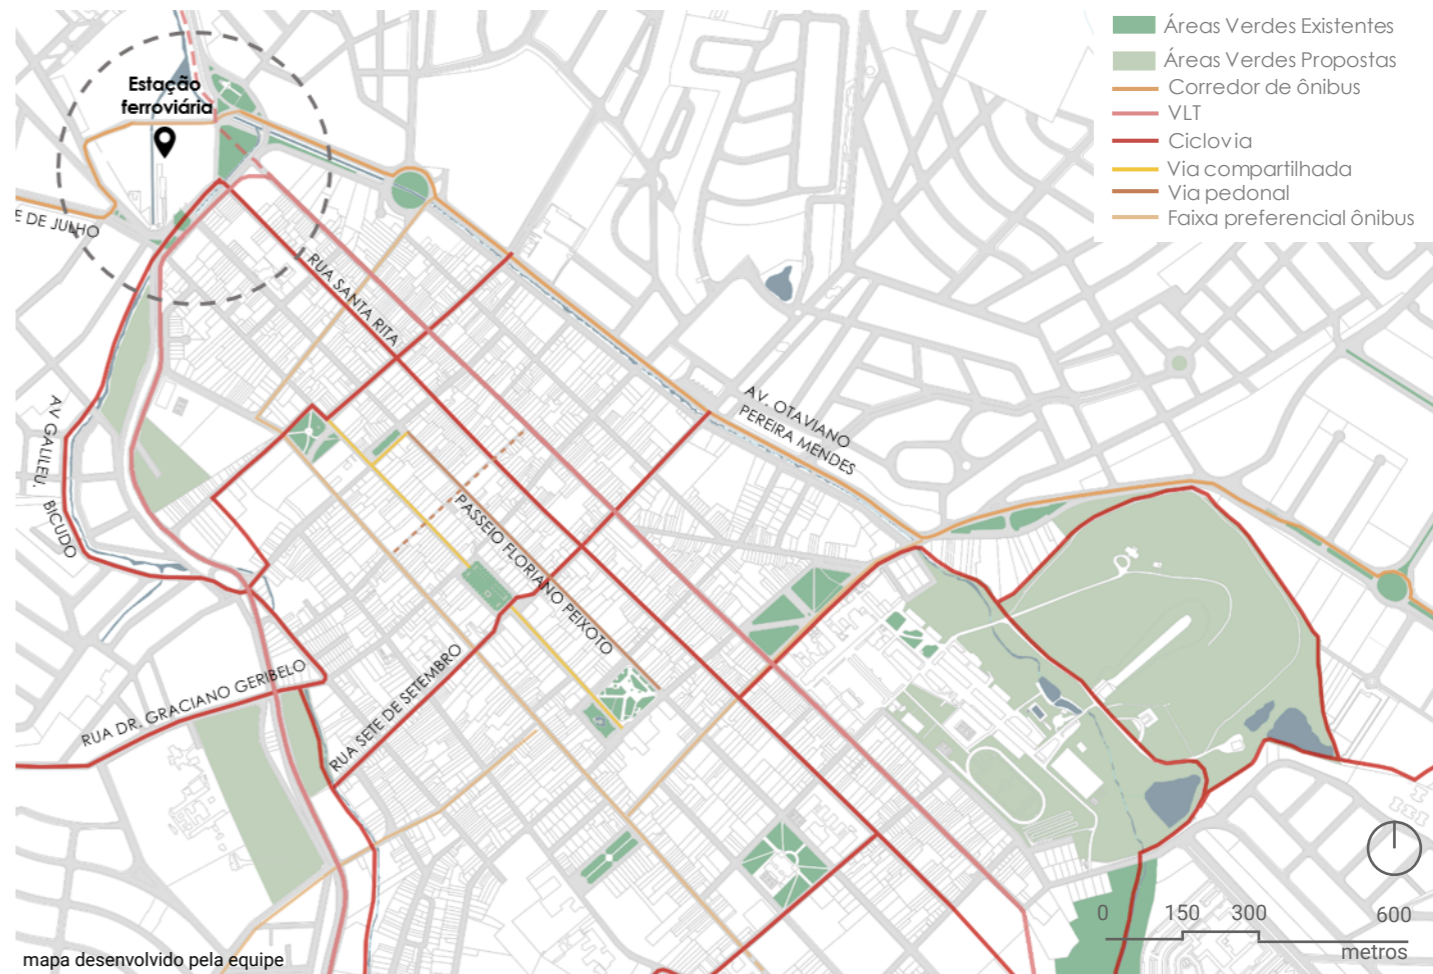 Áreas Verdes Existentes
Áreas Verdes Propostas
Corredor de ônibus
VLT
Ciclovia
Via compartilhada
Via pedonal
Faixa preferencial ônibus
Estação
ferroviária
E DE JULHO
RUA SANTA RITA
AV. OTAVIANO
PEREIRA MENDES
AV GALILEU.
BICUDO
PASSEIO FLORIANO PEIXOTO
RUA DR. GRACIANO GERIBELO
RUA SETE DE SETEMBRO
0 150 300 600
metros
mapa desenvolvido pela equipe